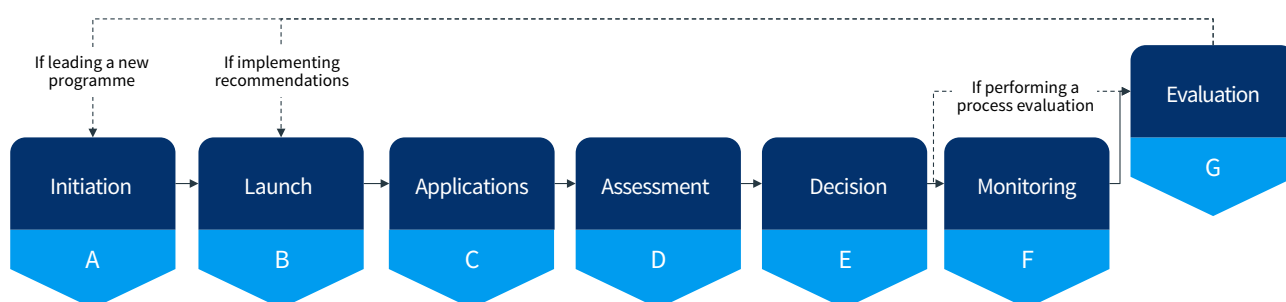 If leading a new
programme
If implementing
recommendations
If performing a
process evaluation
Evaluation
G
Initiation
A
Launch
B
Applications
C
Assessment
D
Decision
E
Monitoring
F